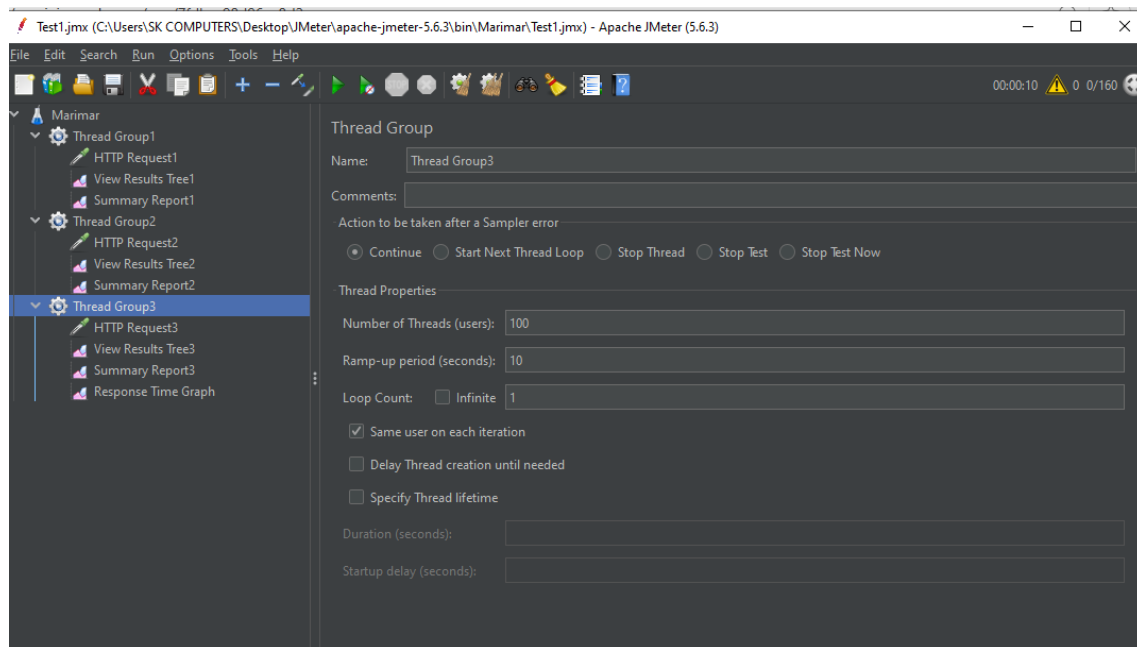 Test1.jmx (C:\Users\SK COMPUTERS\Desktop\JMeter\apache-jmeter-5.6.3\bin\Marimar\Test1.jmx) - Apache JMeter (5.6.3)
File Edit Search Run Options Tools Help
00:00:10 0 0/160
Marimar
Thread Group1
HTTP Request1
View Results Tree1
Summary Report1
Thread Group2
HTTP Request2
View Results Tree2
Summary Report2
Thread Group3
HTTP Request3
View Results Tree3
Summary Report3
Response Time Graph
Thread Group
Name: Thread Group3
Comments:
Action to be taken after a Sampler error
Continue Start Next Thread Loop Stop Thread Stop Test Stop Test Now
Thread Properties
Number of Threads (users): 100
Ramp-up period (seconds): 10
Loop Count: Infinite 1
Same user on each iteration
Delay Thread creation until needed
Specify Thread lifetime
Duration (seconds):
Startup delay (seconds):